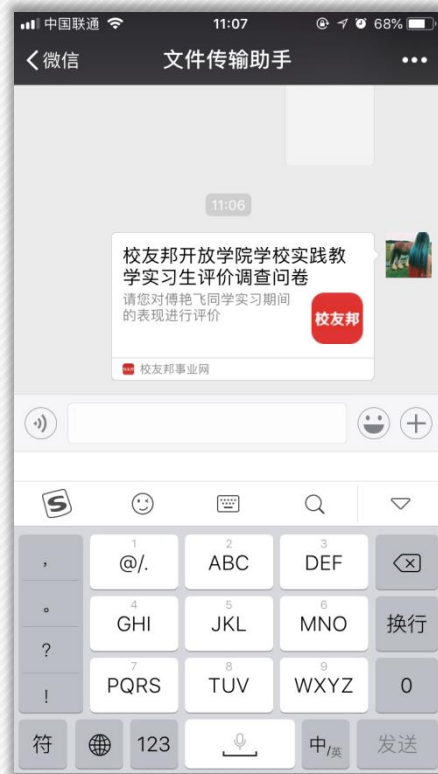 中国联通 11:07 68%
微信 文件传输助手
11:06
校友邦开放学院学校实践教
学实习生评价调查问卷
请您对傅艳飞同学实习期间
的表现进行评价
校友邦
校友邦事业网
S
, 1 @/. 2 ABC 3 DEF
。 4 GHI 5 JKL 6 MNO 换行
?
! 7 PQRS 8 TUV 9 WXYZ 0
符 123 中/英 发送